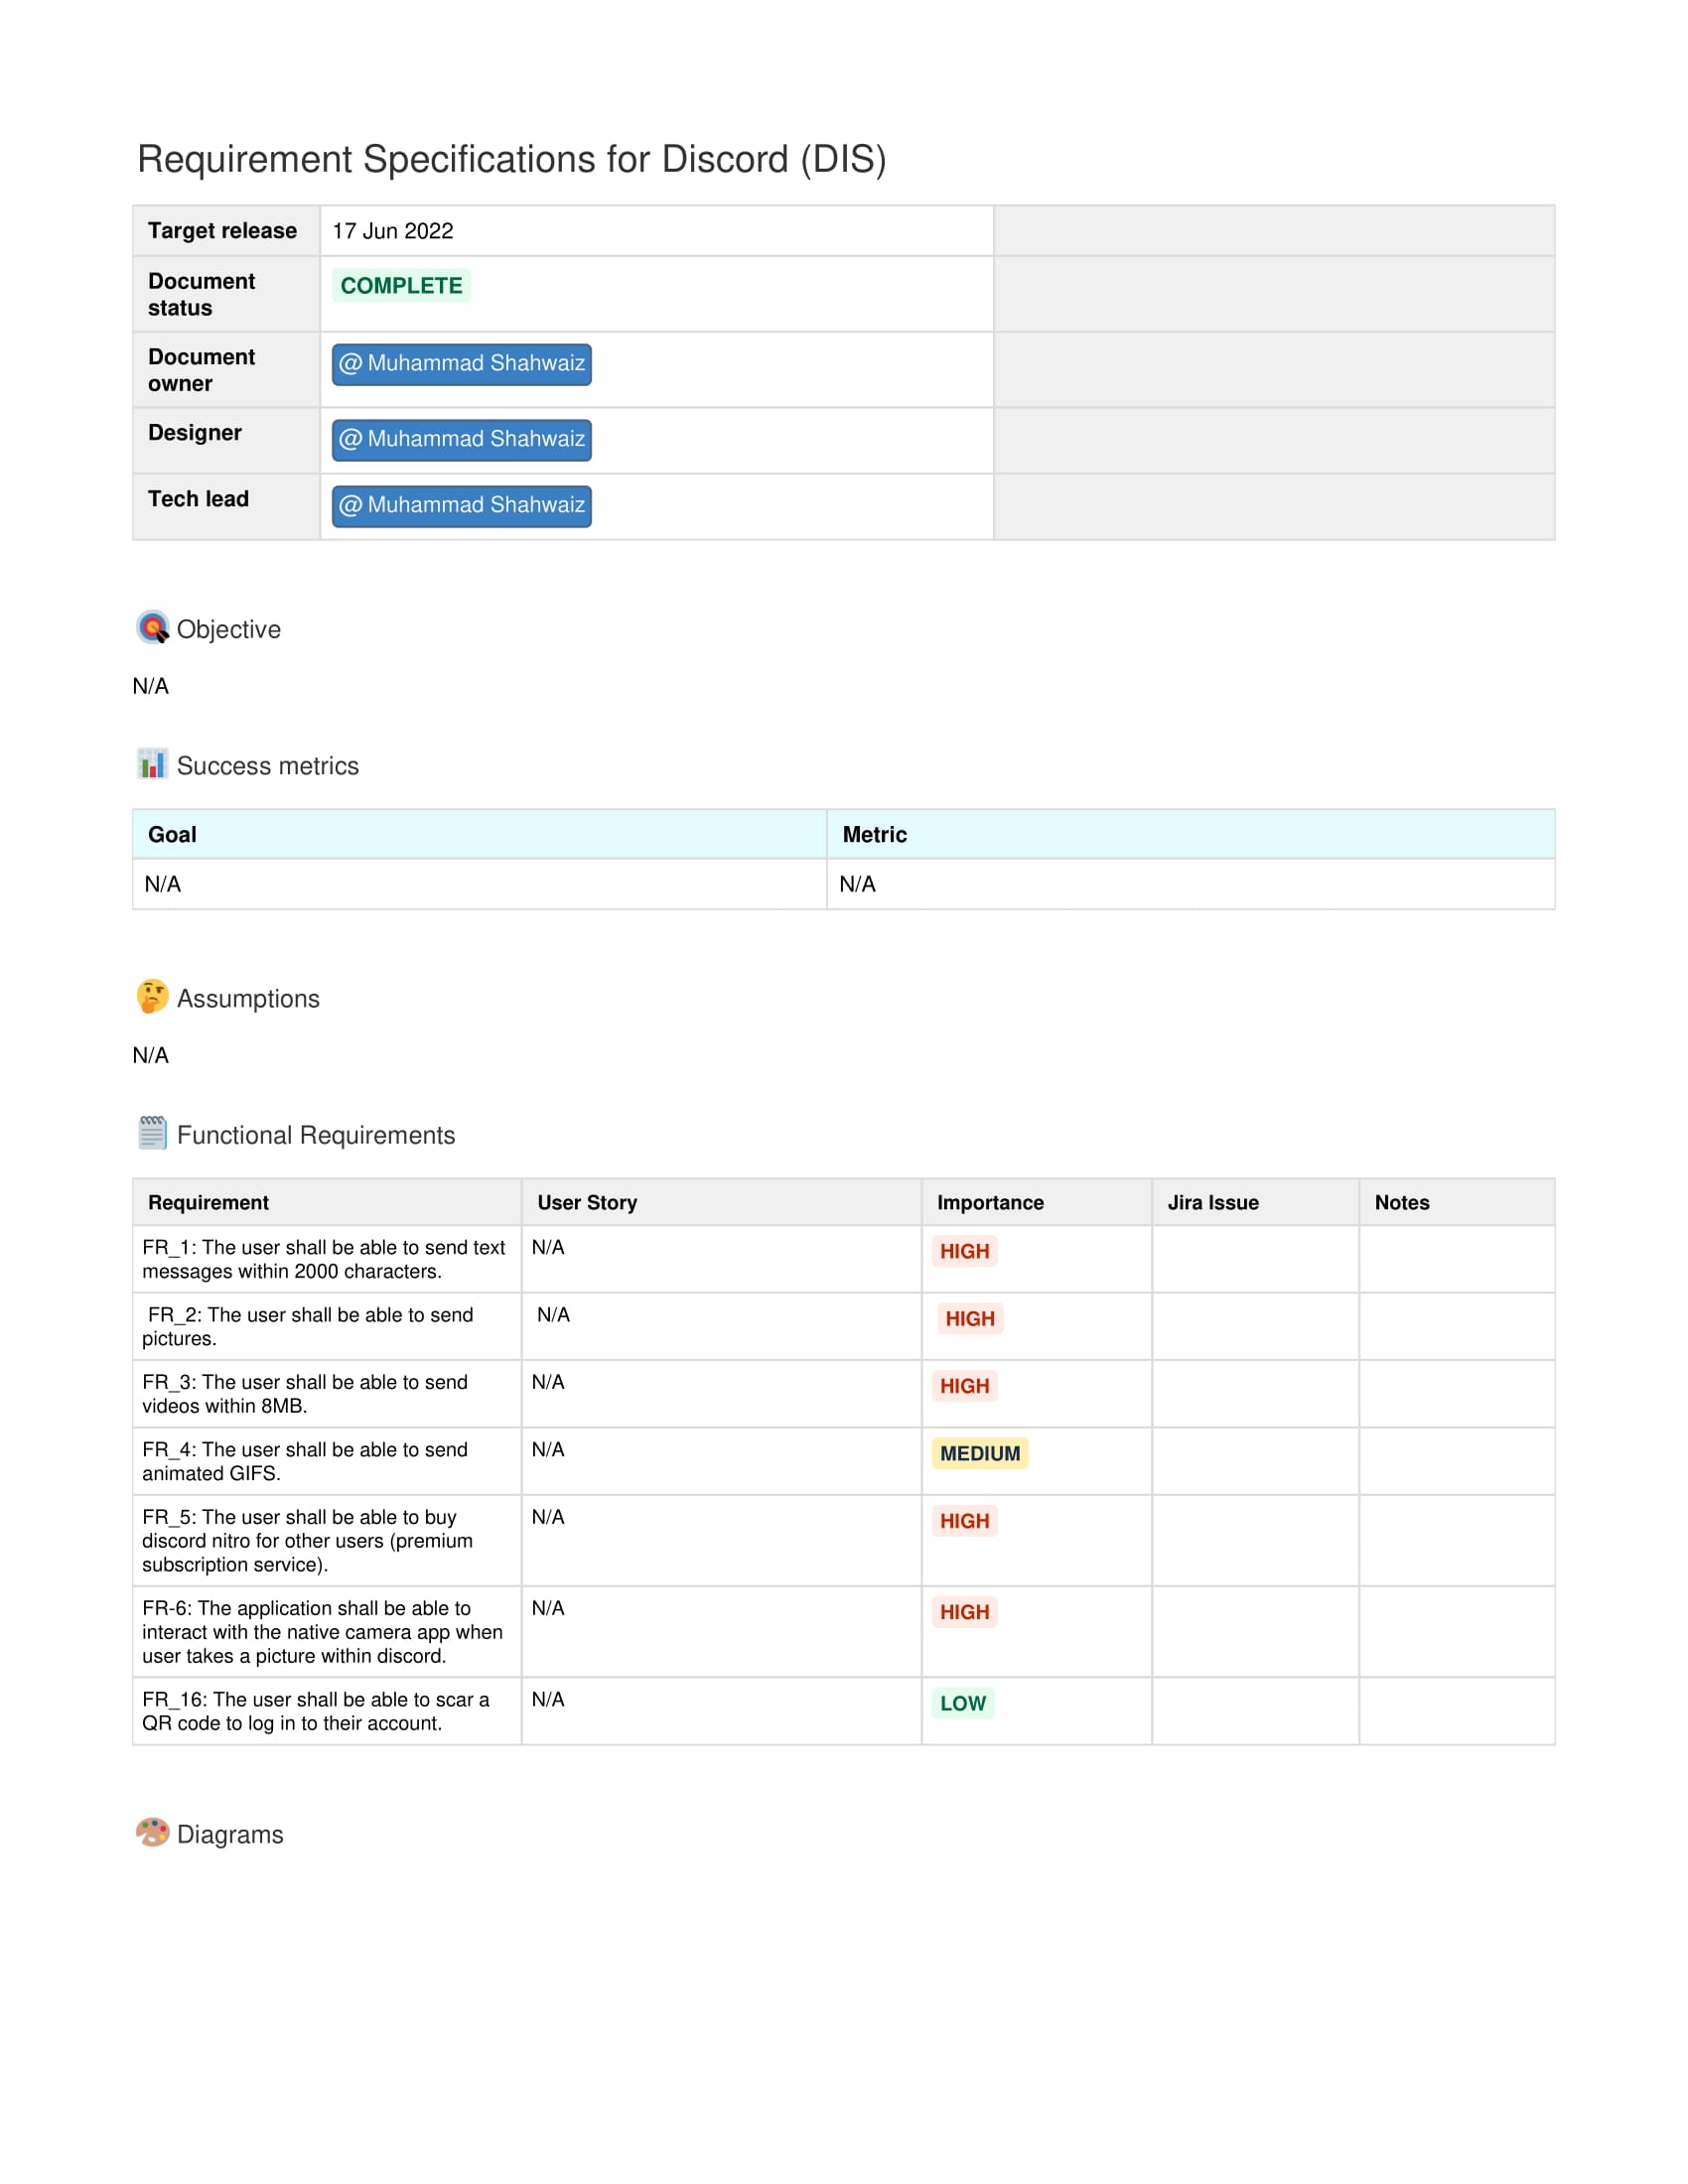 Requirement Specifications for Discord (DIS)
Target release 17 Jun 2022
Document
status
COMPLETE
Document
owner
@ Muhammad Shahwaiz
Designer @ Muhammad Shahwaiz
Tech lead @ Muhammad Shahwaiz
Objective
N/A
Success metrics
Goal Metric
N/A N/A
Assumptions
N/A
Functional Requirements
Requirement User Story Importance Jira Issue Notes
FR_1: The user shall be able to send text
messages within 2000 characters.
N/A HIGH
FR_2: The user shall be able to send
pictures.
N/A HIGH
FR_3: The user shall be able to send
videos within 8MB.
N/A HIGH
FR_4: The user shall be able to send
animated GIFS.
N/A MEDIUM
FR_5: The user shall be able to buy
discord nitro for other users (premium
subscription service).
N/A HIGH
FR-6: The application shall be able to
interact with the native camera app when
user takes a picture within discord.
N/A HIGH
FR_16: The user shall be able to scar a
QR code to log in to their account.
N/A LOW
Diagrams